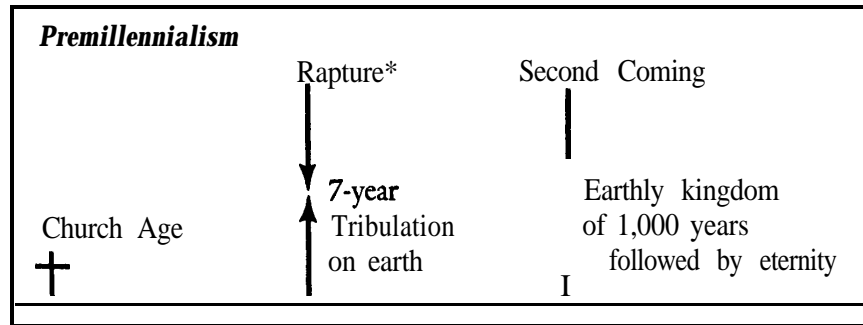 Premillennialism
Rapture*
Second Coming
7-year
Tribulation
on earth
Earthly kingdom
of 1,000 years
followed by eternity
Church Age
I